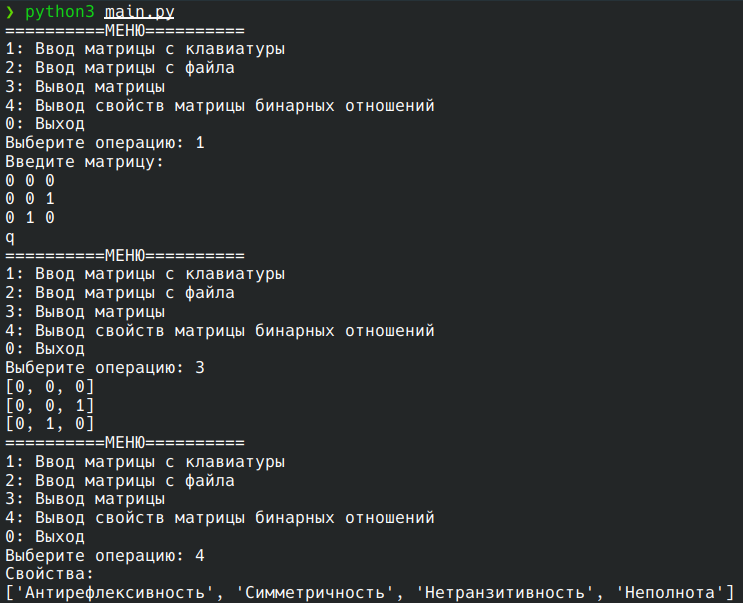 ❯ python3 main.py
==========МЕНЮ==========
1: Ввод матрицы с клавиатуры
2: Ввод матрицы с файла
3: Вывод матрицы
4: Вывод свойств матрицы бинарных отношений
0: Выход
Выберите операцию: 1
Введите матрицу:
0 0 0
0 0 1
0 1 0
q
==========МЕНЮ==========
1: Ввод матрицы с клавиатуры
2: Ввод матрицы с файла
3: Вывод матрицы
4: Вывод свойств матрицы бинарных отношений
0: Выход
Выберите операцию: 3
[0, 0, 0]
[0, 0, 1]
[0, 1, 0]
==========МЕНЮ==========
1: Ввод матрицы с клавиатуры
2: Ввод матрицы с файла
3: Вывод матрицы
4: Вывод свойств матрицы бинарных отношений
0: Выход
Выберите операцию: 4
Свойства:
['Антирефлексивность', 'Симметричность', 'Нетранзитивность', 'Неполнота']